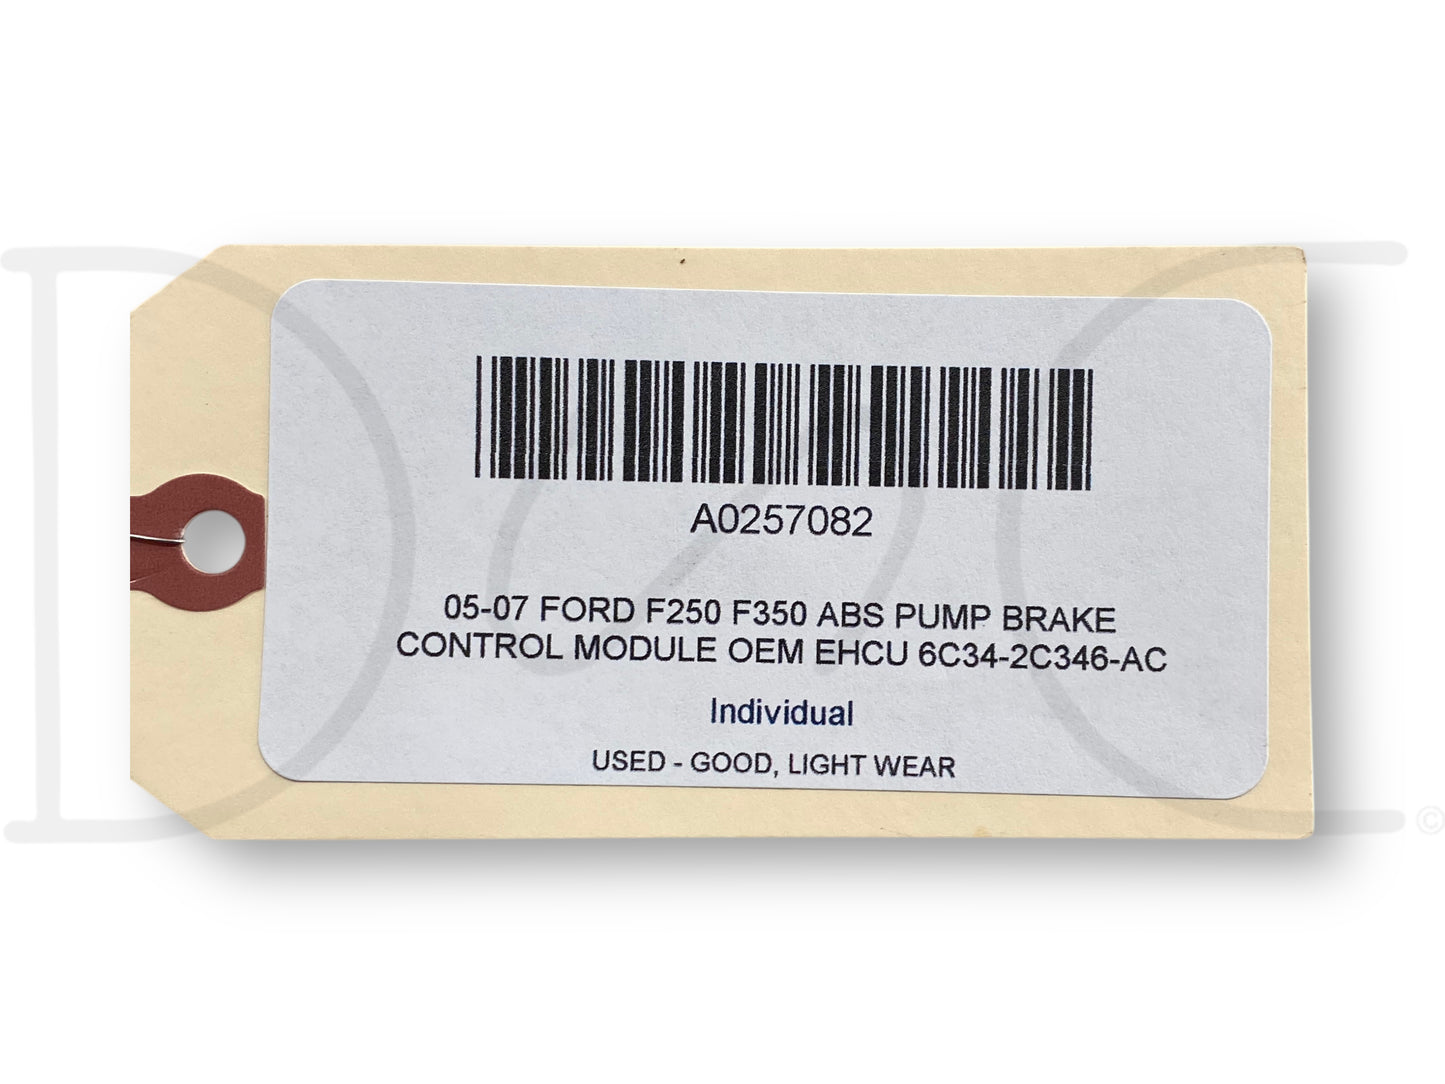 A0257082
05-07 FORD F250 F350 ABS PUMP BRAKE
CONTROL MODULE OEM EHCU 6C34-2C346-AC
Individual
USED - GOOD, LIGHT WEAR
©